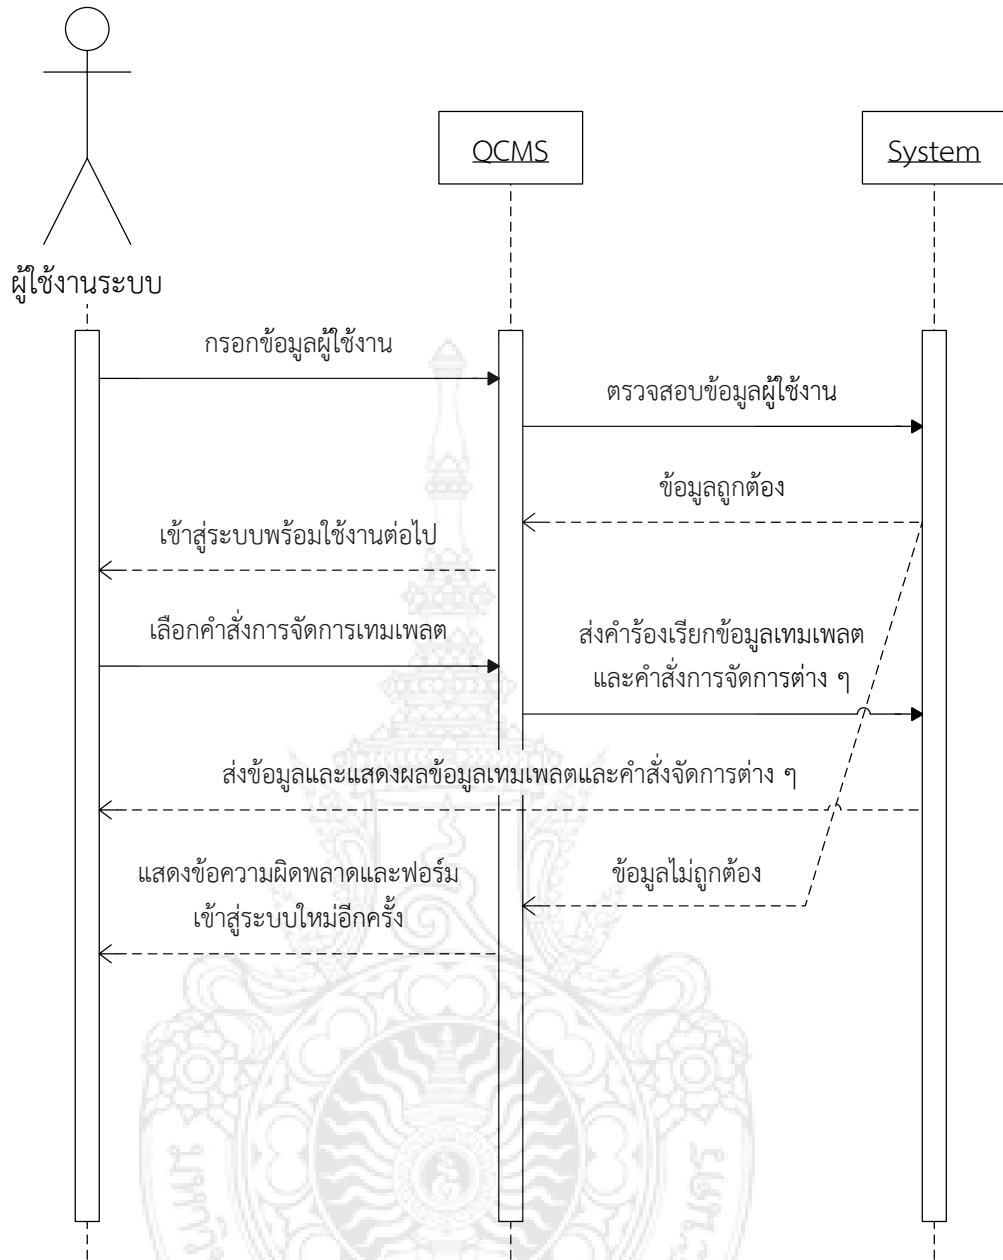 QCMS
System
ผู้ใช้งานระบบ
กรอกข้อมูลผู้ใช้งาน
ตรวจสอบข้อมูลผู้ใช้งาน
ข้อมูลถูกต้อง
เข้าสู่ระบบพร้อมใช้งานต่อไป
เลือกคำสั่งการจัดการเทมเพลต
ส่งคำร้องเรียกข้อมูลเทมเพลต
และคำสั่งการจัดการต่าง ๆ
ส่งข้อมูลและแสดงผลข้อมูลเทมเพลตและคำสั่งจัดการต่าง ๆ
แสดงข้อความผิดพลาดและฟอร์ม
เข้าสู่ระบบใหม่อีกครั้ง
ข้อมูลไม่ถูกต้อง